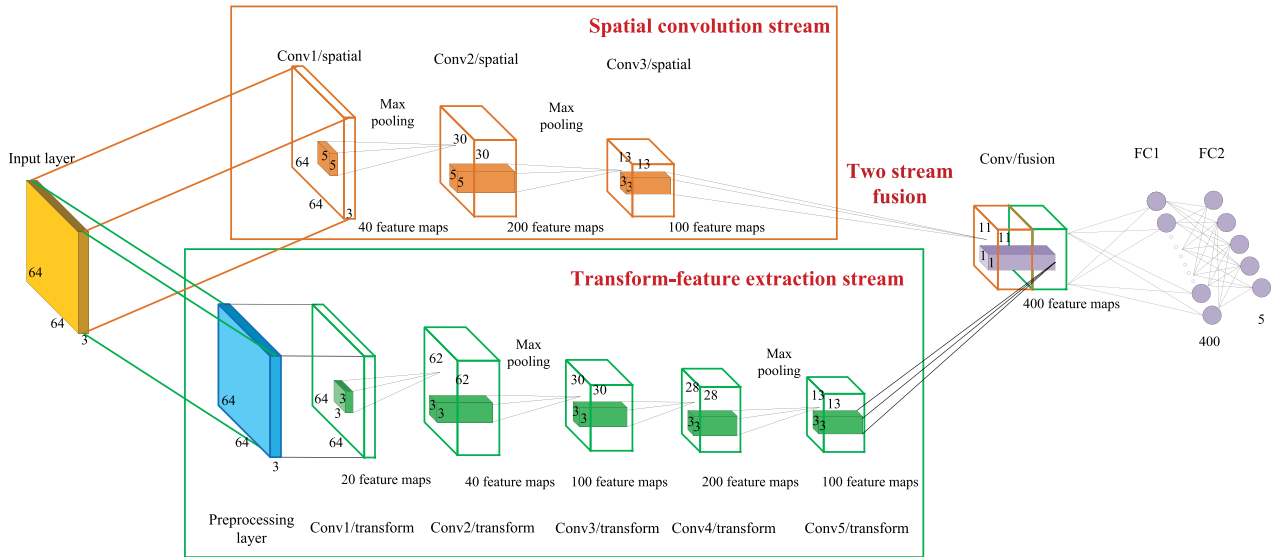 Spatial convolution stream
Conv1/spatial
Conv2/spatial
Conv3/spatial
Max
pooling
Max
pooling
Input layer
64
64
3
5
5
64
64
3
30
30
5
5
13
13
3
3
40 feature maps
200 feature maps
100 feature maps
Two stream
fusion
Conv/fusion
FC1
FC2
11
11
1
1
400 feature maps
400
5
Transform-feature extraction stream
64
64
3
64
3
3
64
62
62
3
3
Max
pooling
30
30
3
3
28
28
3
3
Max
pooling
13
13
3
3
20 feature maps
40 feature maps
100 feature maps
200 feature maps
100 feature maps
Preprocessing
layer
Conv1/transform
Conv2/transform
Conv3/transform
Conv4/transform
Conv5/transform